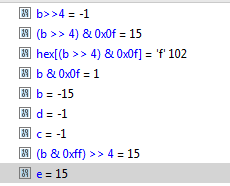 b>>4 = -1
(b >> 4) & 0x0f = 15
hex[(b >> 4) & 0x0f] = 'f' 102
b & 0x0f = 1
b = -15
d = -1
c = -1
(b & 0xff) >> 4 = 15
e = 15